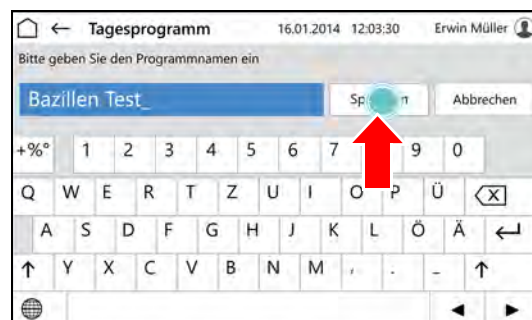 Tagesprogramm 16.01.2014 12:03:30 Erwin Müller
Bitte geben Sie den Programmnamen ein
Bazillen Test_ Abbrechen
+%° 1 2 3 4 5 6 7 9 0
Q W E R T Z U I O P Ü
A S D F G H J K L Ö Ä
Y X C V B N M , . -